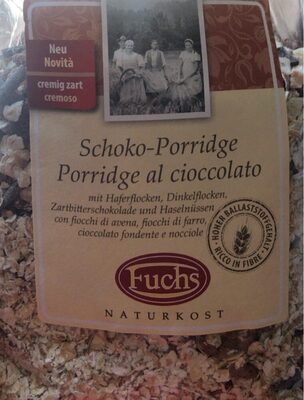 Neu
Novità
cremig zart
cremoso
Schoko-Porridge
Porridge al cioccolato
mit Haferflocken, Dinkelflocken,
Zartbitterschokolade und Haselnüssen
con fiocchi di avena, fiocchi di farro,
cioccolato fondente e nocciole
HOHER BALLASTSTOFFGEHALT
RICCO IN FIBRE
Fuchs
NATURKOST